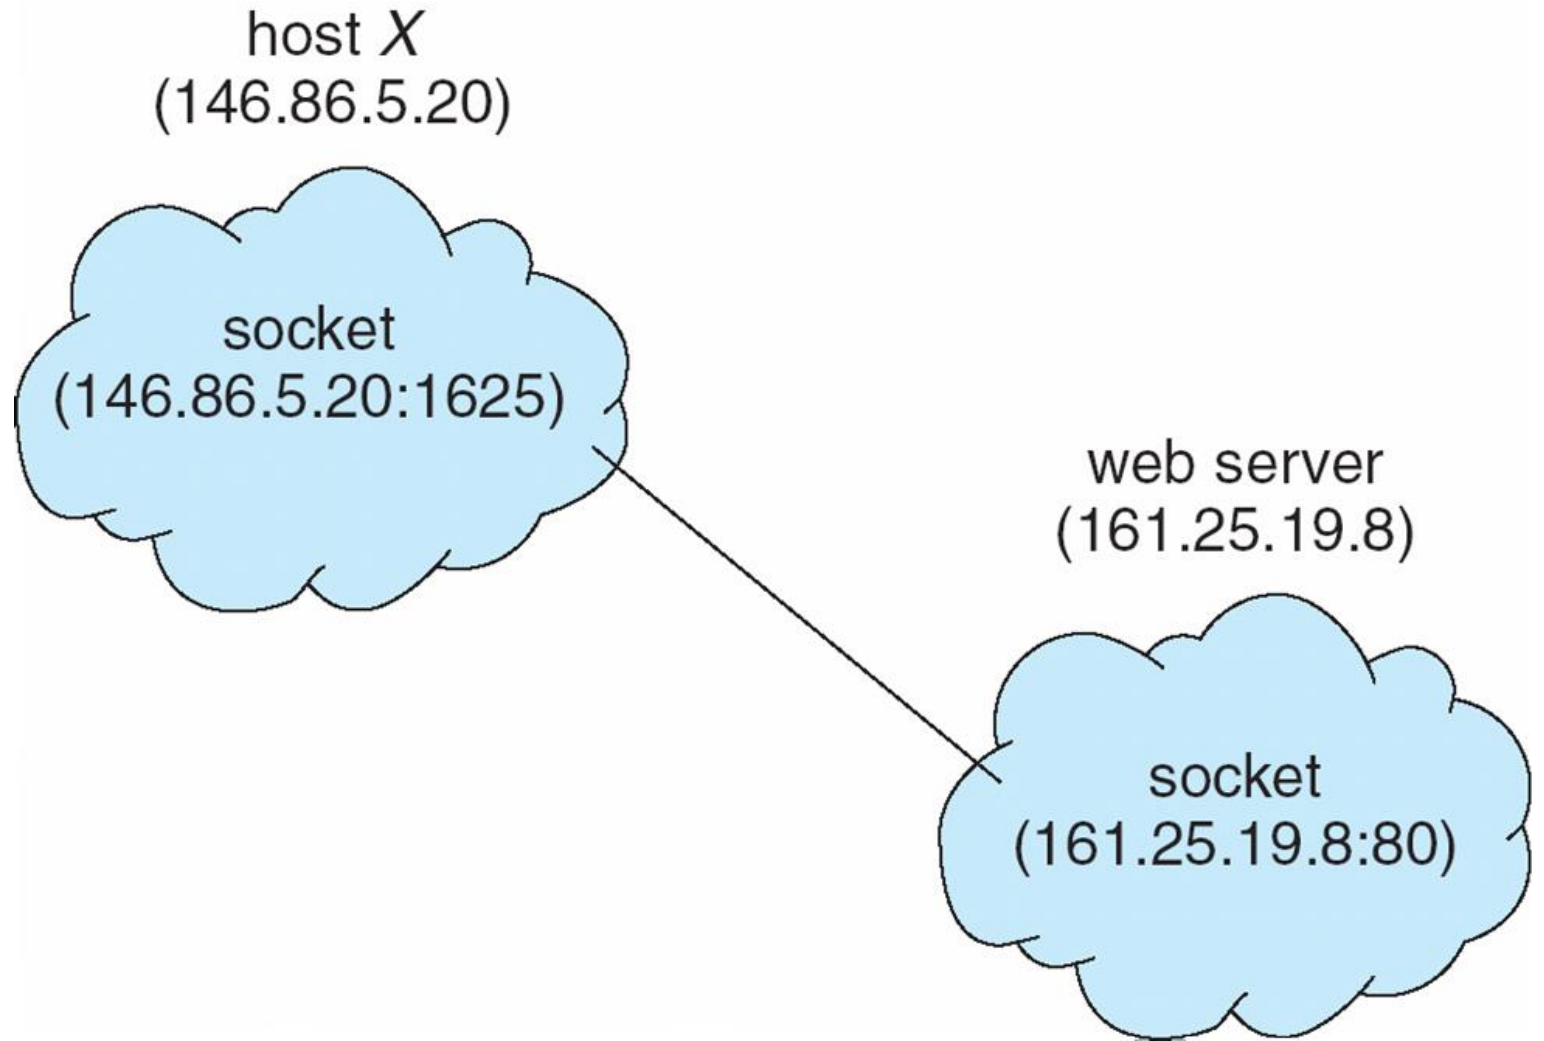 host X
(146.86.5.20)
socket
(146.86.5.20:1625)
web server
(161.25.19.8)
socket
(161.25.19.8:80)